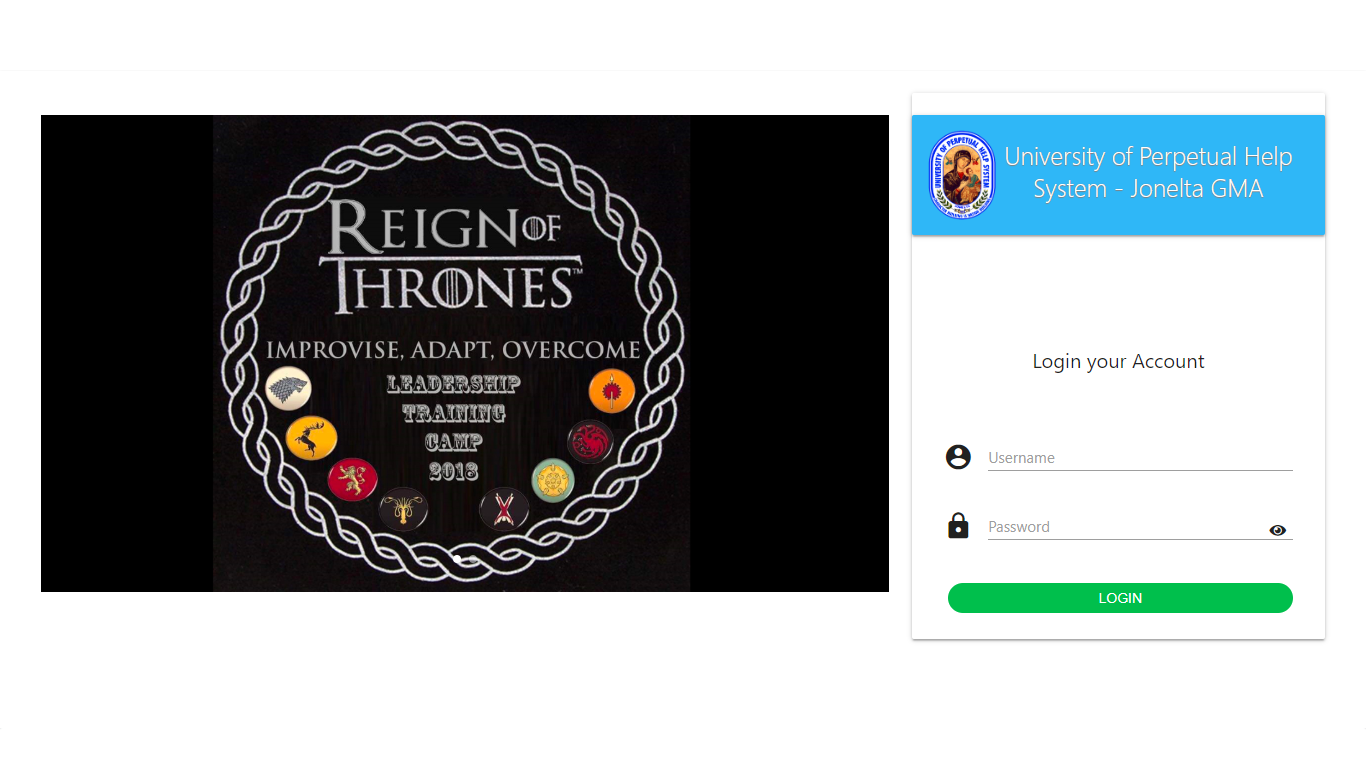 REIGN OF
THRONES™
IMPROVISE, ADAPT, OVERCOME
LEADERSHIP
TRAINING
CAMP
2018
UNIVERSITY OF PERPETUAL HELP SYSTEM
University of Perpetual Help
System - Jonelta GMA
Login your Account
Username
Password
LOGIN